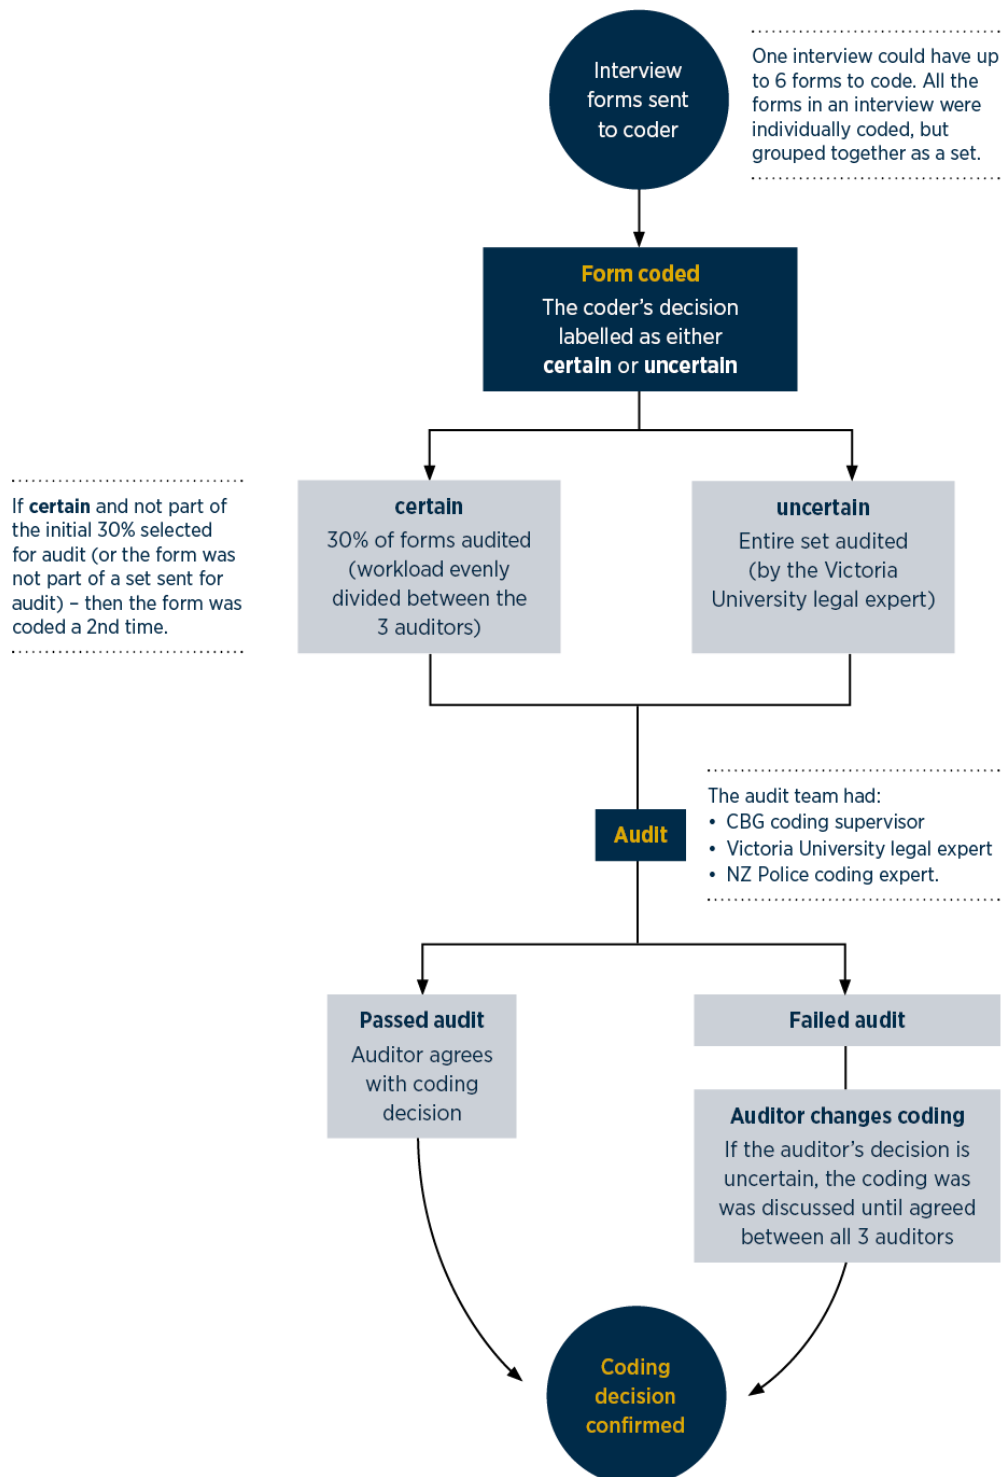 Interview
forms sent
to coder
One interview could have up
to 6 forms to code. All the
forms in an interview were
individually coded, but
grouped together as a set.
Form coded
The coder’s decision
labelled as either
certain or uncertain
If certain and not part of
the initial 30% selected
for audit (or the form was
not part of a set sent for
audit) – then the form was
coded a 2nd time.
certain
30% of forms audited
(workload evenly
divided between the
3 auditors)
uncertain
Entire set audited
(by the Victoria
University legal expert)
Audit
The audit team had:
• CBG coding supervisor
• Victoria University legal expert
• NZ Police coding expert.
Passed audit
Auditor agrees
with coding
decision
Failed audit
Auditor changes coding
If the auditor’s decision is
uncertain, the coding was
was discussed until agreed
between all 3 auditors
Coding
decision
confirmed